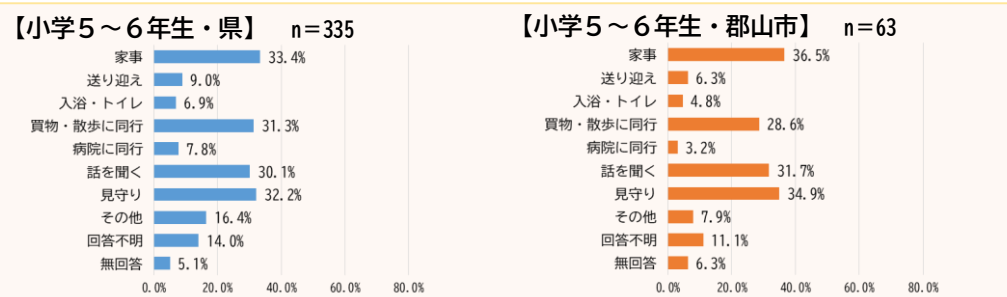 【小学５～６年生・県】 n＝335
家事 33.4%
送り迎え 9.0%
入浴・トイレ 6.9%
買物・散歩に同行 31.3%
病院に同行 7.8%
話を聞く 30.1%
見守り 32.2%
その他 16.4%
回答不明 14.0%
無回答 5.1%
0.0% 20.0% 40.0% 60.0% 80.0%
【小学５～６年生・郡山市】 n＝63
家事 36.5%
送り迎え 6.3%
入浴・トイレ 4.8%
買物・散歩に同行 28.6%
病院に同行 3.2%
話を聞く 31.7%
見守り 34.9%
その他 7.9%
回答不明 11.1%
無回答 6.3%
0.0% 20.0% 40.0% 60.0% 80.0%